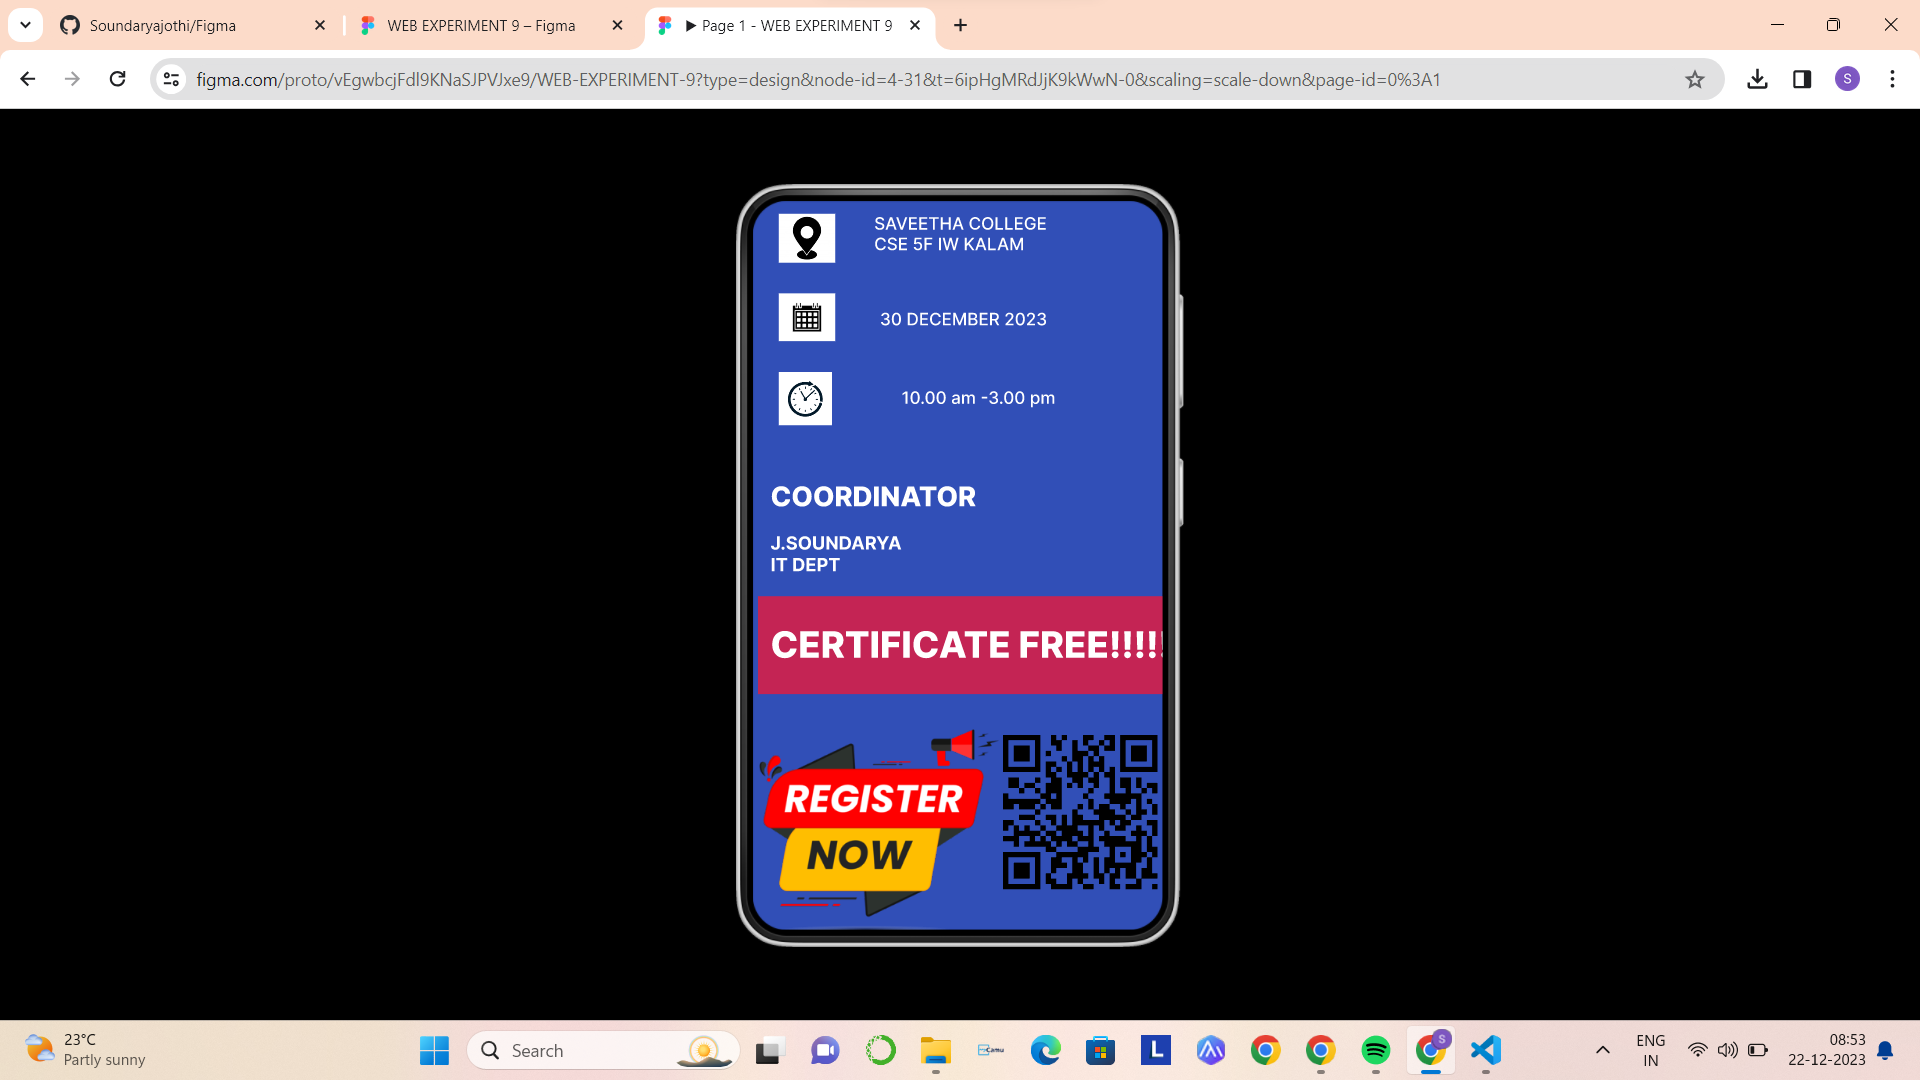 Soundaryajothi/Figma
WEB EXPERIMENT 9 – Figma
▶ Page 1 - WEB EXPERIMENT 9
figma.com/proto/vEgwbcjFdl9KNaSJPVJxe9/WEB-EXPERIMENT-9?type=design&node-id=4-31&t=6ipHgMRdJjK9kWwN-0&scaling=scale-down&page-id=0%3A1
S
SAVEETHA COLLEGE
CSE 5F IW KALAM
30 DECEMBER 2023
10.00 am -3.00 pm
COORDINATOR
J.SOUNDARYA
IT DEPT
CERTIFICATE FREE!!!!!
REGISTER
NOW
23°C
Partly sunny
Search
Camu
L
S
ENG
IN
08:53
22-12-2023